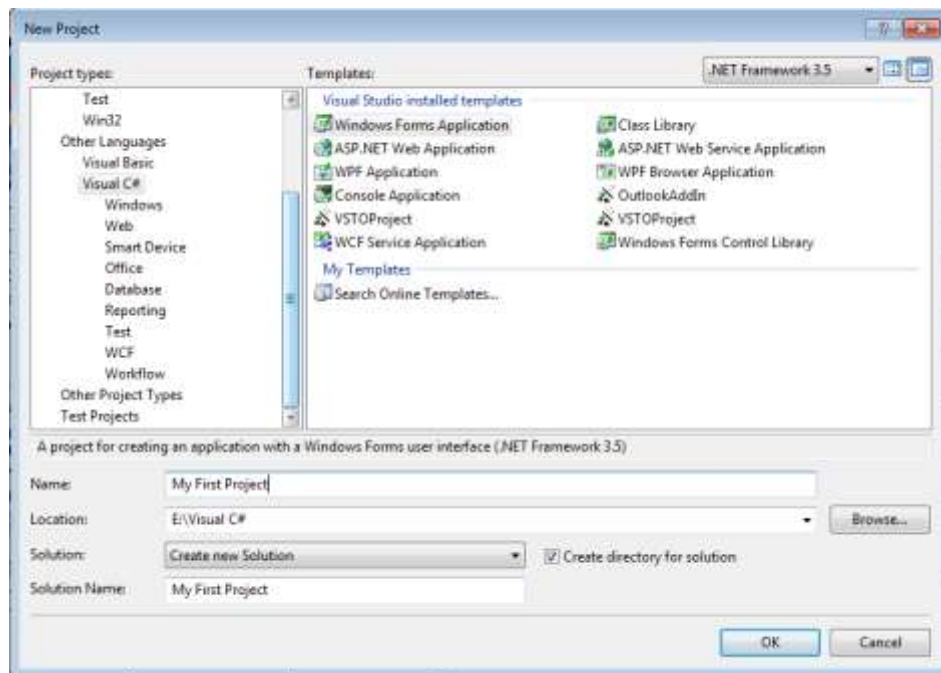 New Project
Project types:
Templates:
.NET Framework 3.5
Test
Win32
Other Languages
Visual Basic
Visual C#
Windows
Web
Smart Device
Office
Database
Reporting
Test
WCF
Workflow
Other Project Types
Test Projects
Visual Studio installed templates
Windows Forms Application
Class Library
ASP.NET Web Application
ASP.NET Web Service Application
WPF Application
WPF Browser Application
Console Application
OutlookAddIn
VSTOProject
VSTOProject
WCF Service Application
Windows Forms Control Library
My Templates
Search Online Templates...
A project for creating an application with a Windows Forms user interface (.NET Framework 3.5)
Name:
My First Project
Location:
E:\Visual C#
Browse...
Solution:
Create new Solution
Create directory for solution
Solution Name:
My First Project
OK
Cancel